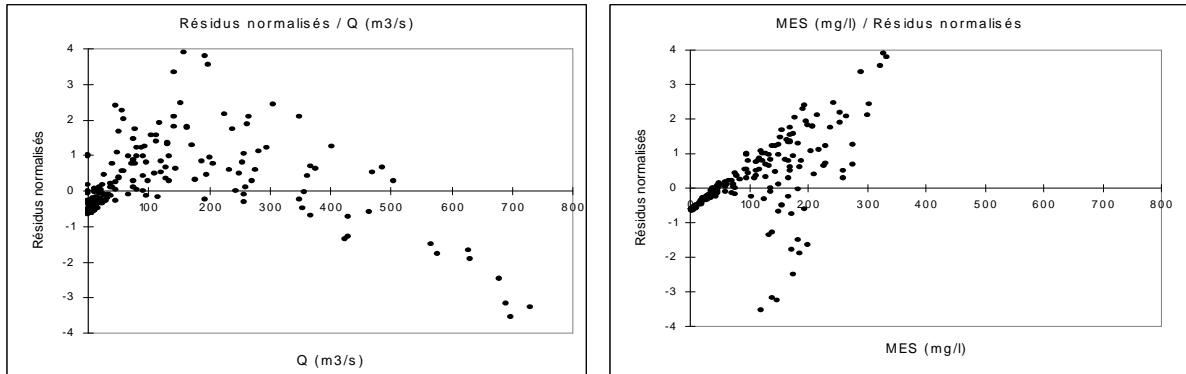 Résidus normalisés / Q (m3/s)
4
3
2
1
0
-1
-2
-3
-4
0 100 200 300 400 500 600 700 800
Résidus normalisés
Q (m3/s)
MES (mg/l) / Résidus normalisés
4
3
2
1
0
-1
-2
-3
-4
0 100 200 300 400 500 600 700 800
Résidus normalisés
MES (mg/l)